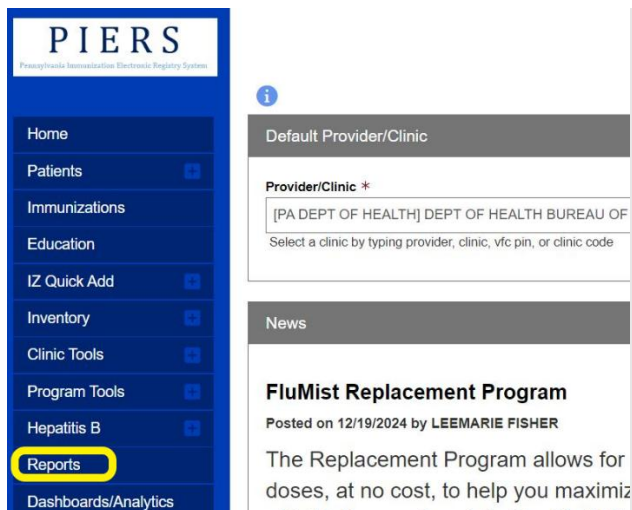 PIERS
Pennsylvania Immunization Electronic Registry System
Home
Patients
Immunizations
Education
IZ Quick Add
Inventory
Clinic Tools
Program Tools
Hepatitis B
Reports
Dashboards/Analytics
i
Default Provider/Clinic
Provider/Clinic *
[PA DEPT OF HEALTH] DEPT OF HEALTH BUREAU OF
Select a clinic by typing provider, clinic, vfc pin, or clinic code
News
FluMist Replacement Program
Posted on 12/19/2024 by LEEMARIE FISHER
The Replacement Program allows for
doses, at no cost, to help you maximiz